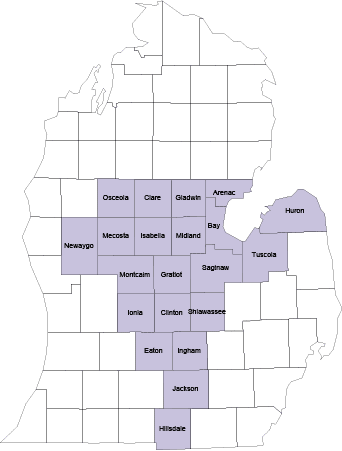 Osceola Clare Gladwin Arenac
Huron
Newaygo Mecosta Isabella Midland Bay
Tuscola
Montcaim Gratiot Saginaw
Ionia Clinton Shiawassee
Eaton Ingham
Jackson
Hillsdale